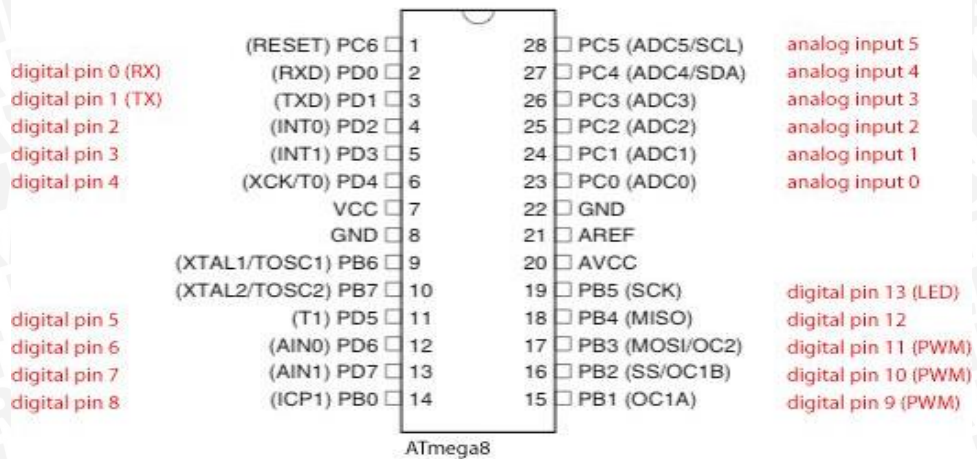 (RESET) PC6 1 28 PC5 (ADC5/SCL) analog input 5
digital pin 0 (RX) (RXD) PD0 2 27 PC4 (ADC4/SDA) analog input 4
digital pin 1 (TX) (TXD) PD1 3 26 PC3 (ADC3) analog input 3
digital pin 2 (INT0) PD2 4 25 PC2 (ADC2) analog input 2
digital pin 3 (INT1) PD3 5 24 PC1 (ADC1) analog input 1
digital pin 4 (XCK/T0) PD4 6 23 PC0 (ADC0) analog input 0
VCC 7 22 GND
GND 8 21 AREF
(XTAL1/TOSC1) PB6 9 20 AVCC
(XTAL2/TOSC2) PB7 10 19 PB5 (SCK) digital pin 13 (LED)
digital pin 5 (T1) PD5 11 18 PB4 (MISO) digital pin 12
digital pin 6 (AIN0) PD6 12 17 PB3 (MOSI/OC2) digital pin 11 (PWM)
digital pin 7 (AIN1) PD7 13 16 PB2 (SS/OC1B) digital pin 10 (PWM)
digital pin 8 (ICP1) PB0 14 15 PB1 (OC1A) digital pin 9 (PWM)
ATmega8